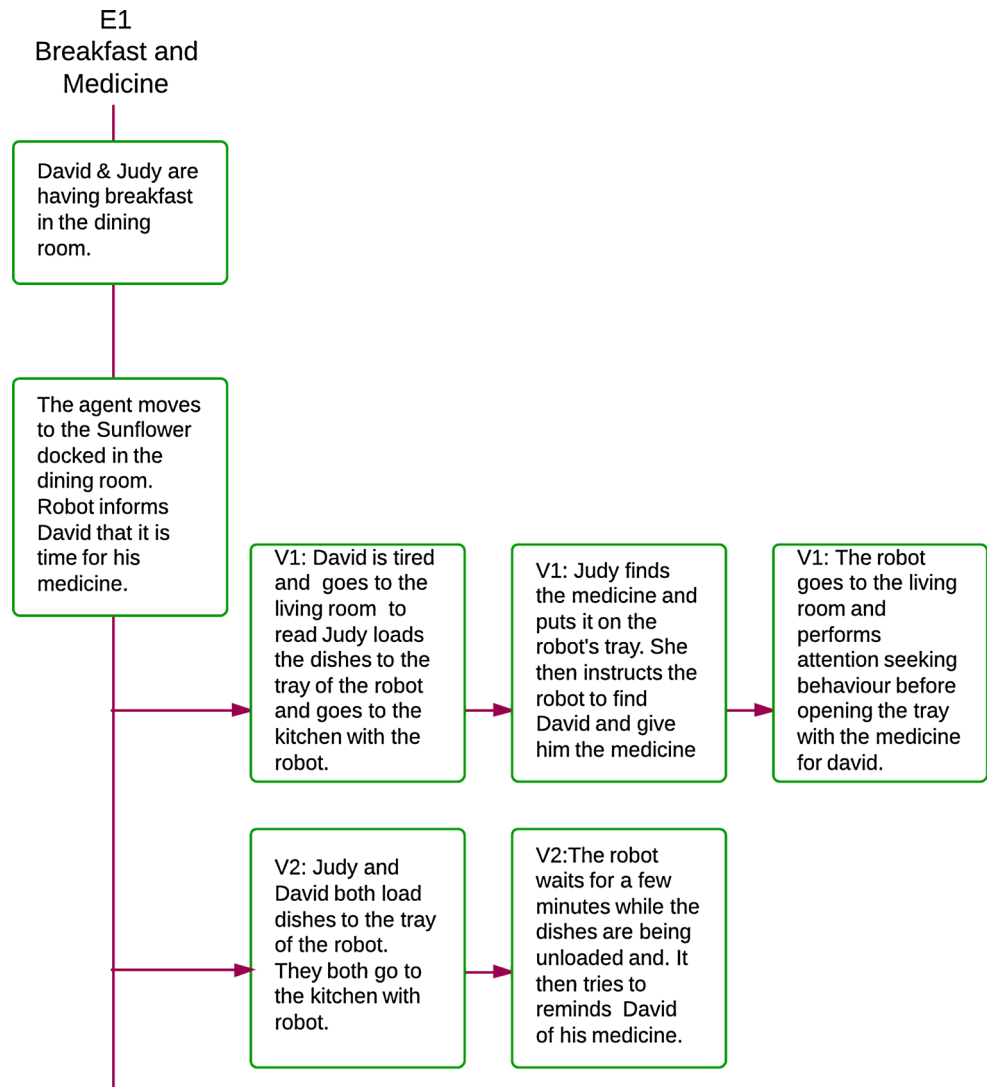 E1
Breakfast and
Medicine
David & Judy are
having breakfast
in the dining
room.
The agent moves
to the Sunflower
docked in the
dining room.
Robot informs
David that it is
time for his
medicine.
V1: David is tired
and goes to the
living room to
read Judy loads
the dishes to the
tray of the robot
and goes to the
kitchen with the
robot.
V1: Judy finds
the medicine and
puts it on the
robot's tray. She
then instructs the
robot to find
David and give
him the medicine
V1: The robot
goes to the living
room and
performs
attention seeking
behaviour before
opening the tray
with the medicine
for david.
V2: Judy and
David both load
dishes to the tray
of the robot.
They both go to
the kitchen with
robot.
V2:The robot
waits for a few
minutes while the
dishes are being
unloaded and. It
then tries to
reminds David
of his medicine.